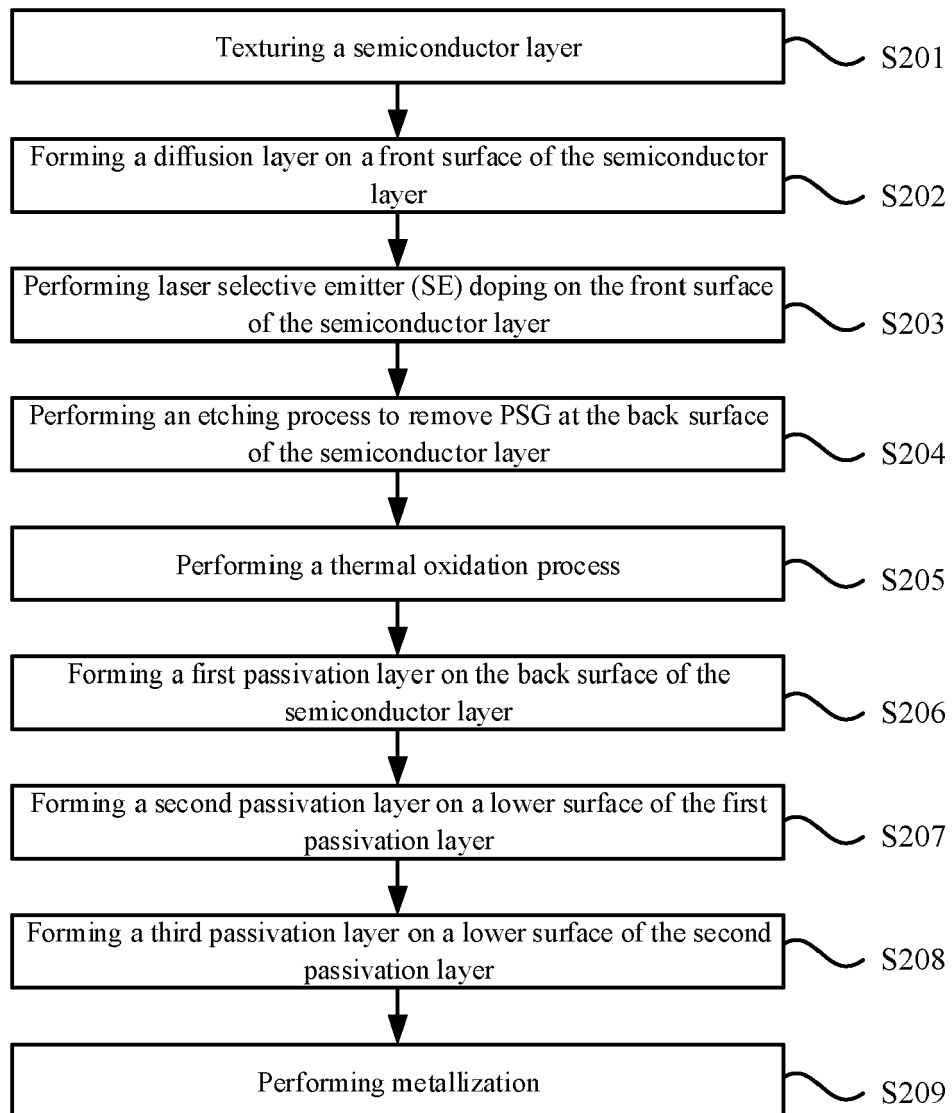 Texturing a semiconductor layer
S201
Forming a diffusion layer on a front surface of the semiconductor
layer
S202
Performing laser selective emitter (SE) doping on the front surface
of the semiconductor layer
S203
Performing an etching process to remove PSG at the back surface
of the semiconductor layer
S204
Performing a thermal oxidation process
S205
Forming a first passivation layer on the back surface of the
semiconductor layer
S206
Forming a second passivation layer on a lower surface of the first
passivation layer
S207
Forming a third passivation layer on a lower surface of the second
passivation layer
S208
Performing metallization
S209